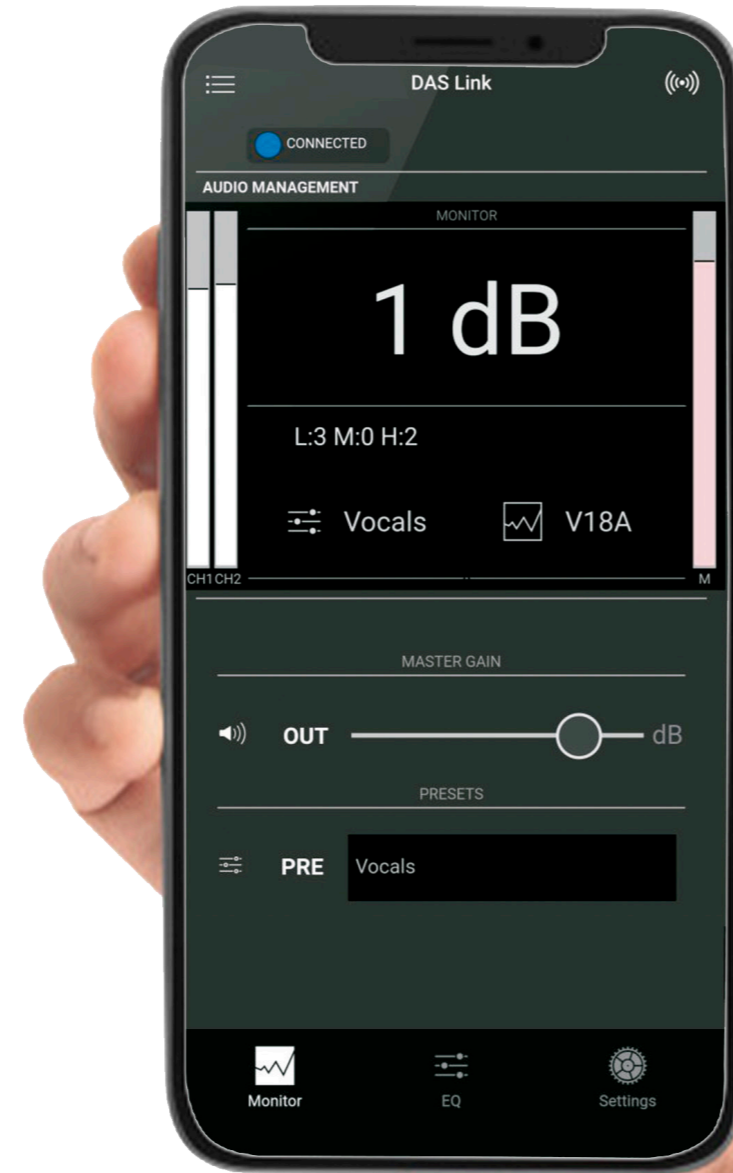 DAS Link
CONNECTED
AUDIO MANAGEMENT
MONITOR
1 dB
L:3 M:0 H:2
Vocals V18A
CH1 CH2 M
MASTER GAIN
OUT dB
PRESETS
PRE Vocals
Monitor EQ Settings